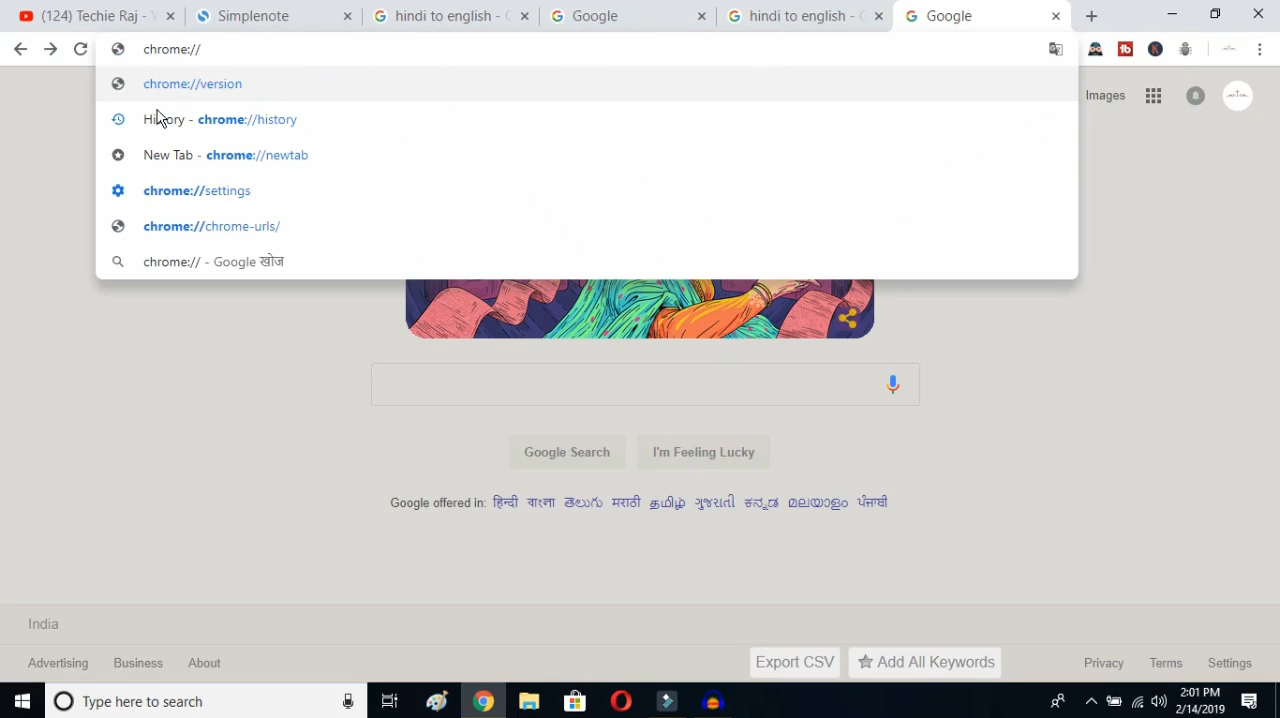 (124) Techie Raj - Y
Simplenote
hindi to english - G
Google
hindi to english - G
Google
chrome://
chrome://version
History - chrome://history
New Tab - chrome://newtab
chrome://settings
chrome://chrome-urls/
chrome:// - Google खोज
Images
Google Search
I'm Feeling Lucky
Google offered in: हिन्दी বাংলা తెలుగు मराठी தமிழ் ગુજરાતી ಕನ್ನಡ മലയാളം ਪੰਜਾਬੀ
India
Advertising Business About
Export CSV
Add All Keywords
Privacy Terms Settings
Type here to search
2:01 PM
2/14/2019